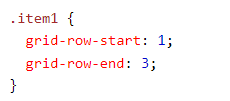 .item1 {
  grid-row-start: 1;
  grid-row-end: 3;
}